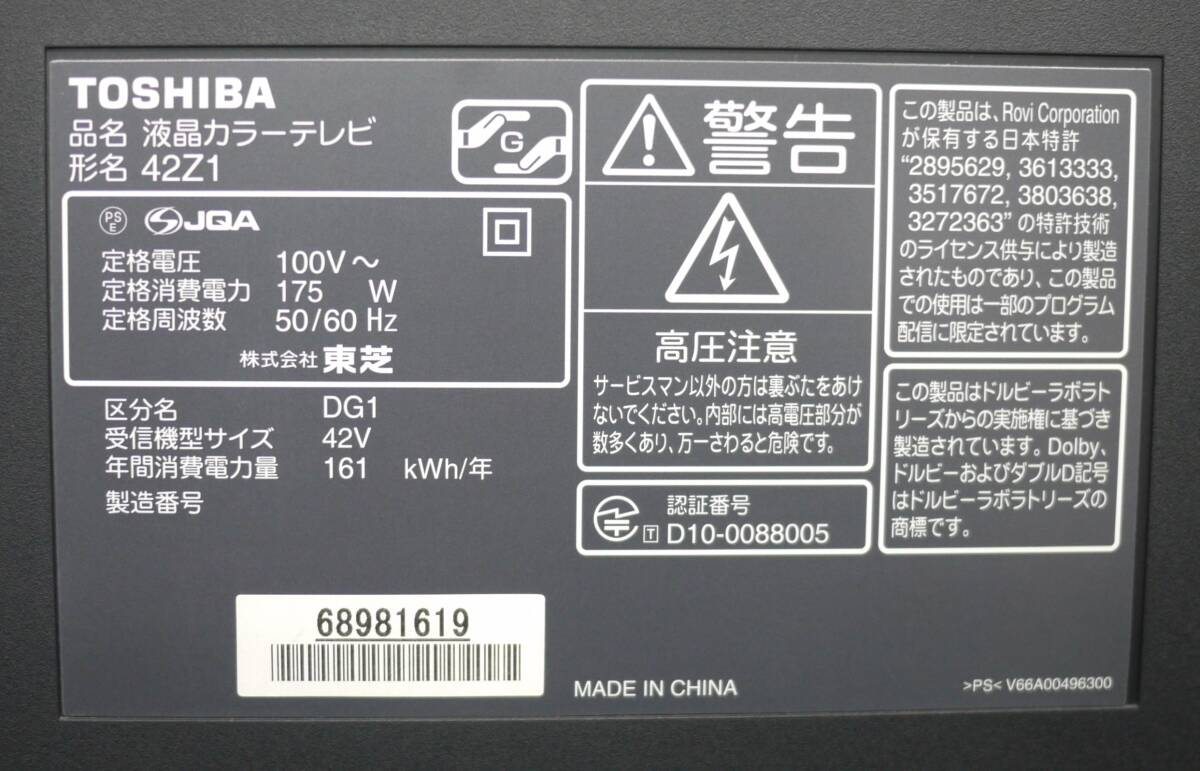 TOSHIBA
品名 液晶カラーテレビ
形名 42Z1
G
PS
E
JQA
定格電圧 100V～
定格消費電力 175 W
定格周波数 50/60 Hz
株式会社 東芝
区分名 DG1
受信機型サイズ 42V
年間消費電力量 161 kWh/年
製造番号
68981619
警告
高圧注意
サービスマン以外の方は裏ぶたをあけ
ないでください。内部には高電圧部分が
数多くあり、万一さわると危険です。
認証番号
T D10-0088005
MADE IN CHINA
この製品は、Rovi Corporation
が保有する日本特許
“2895629, 3613333,
3517672, 3803638,
3272363” の特許技術
のライセンス供与により製造
されたものであり、この製品
での使用は一部のプログラム
配信に限定されています。
この製品はドルビーラボラト
リーズからの実施権に基づき
製造されています。Dolby、
ドルビーおよびダブルD記号
はドルビーラボラトリーズの
商標です。
>PS< V66A00496300